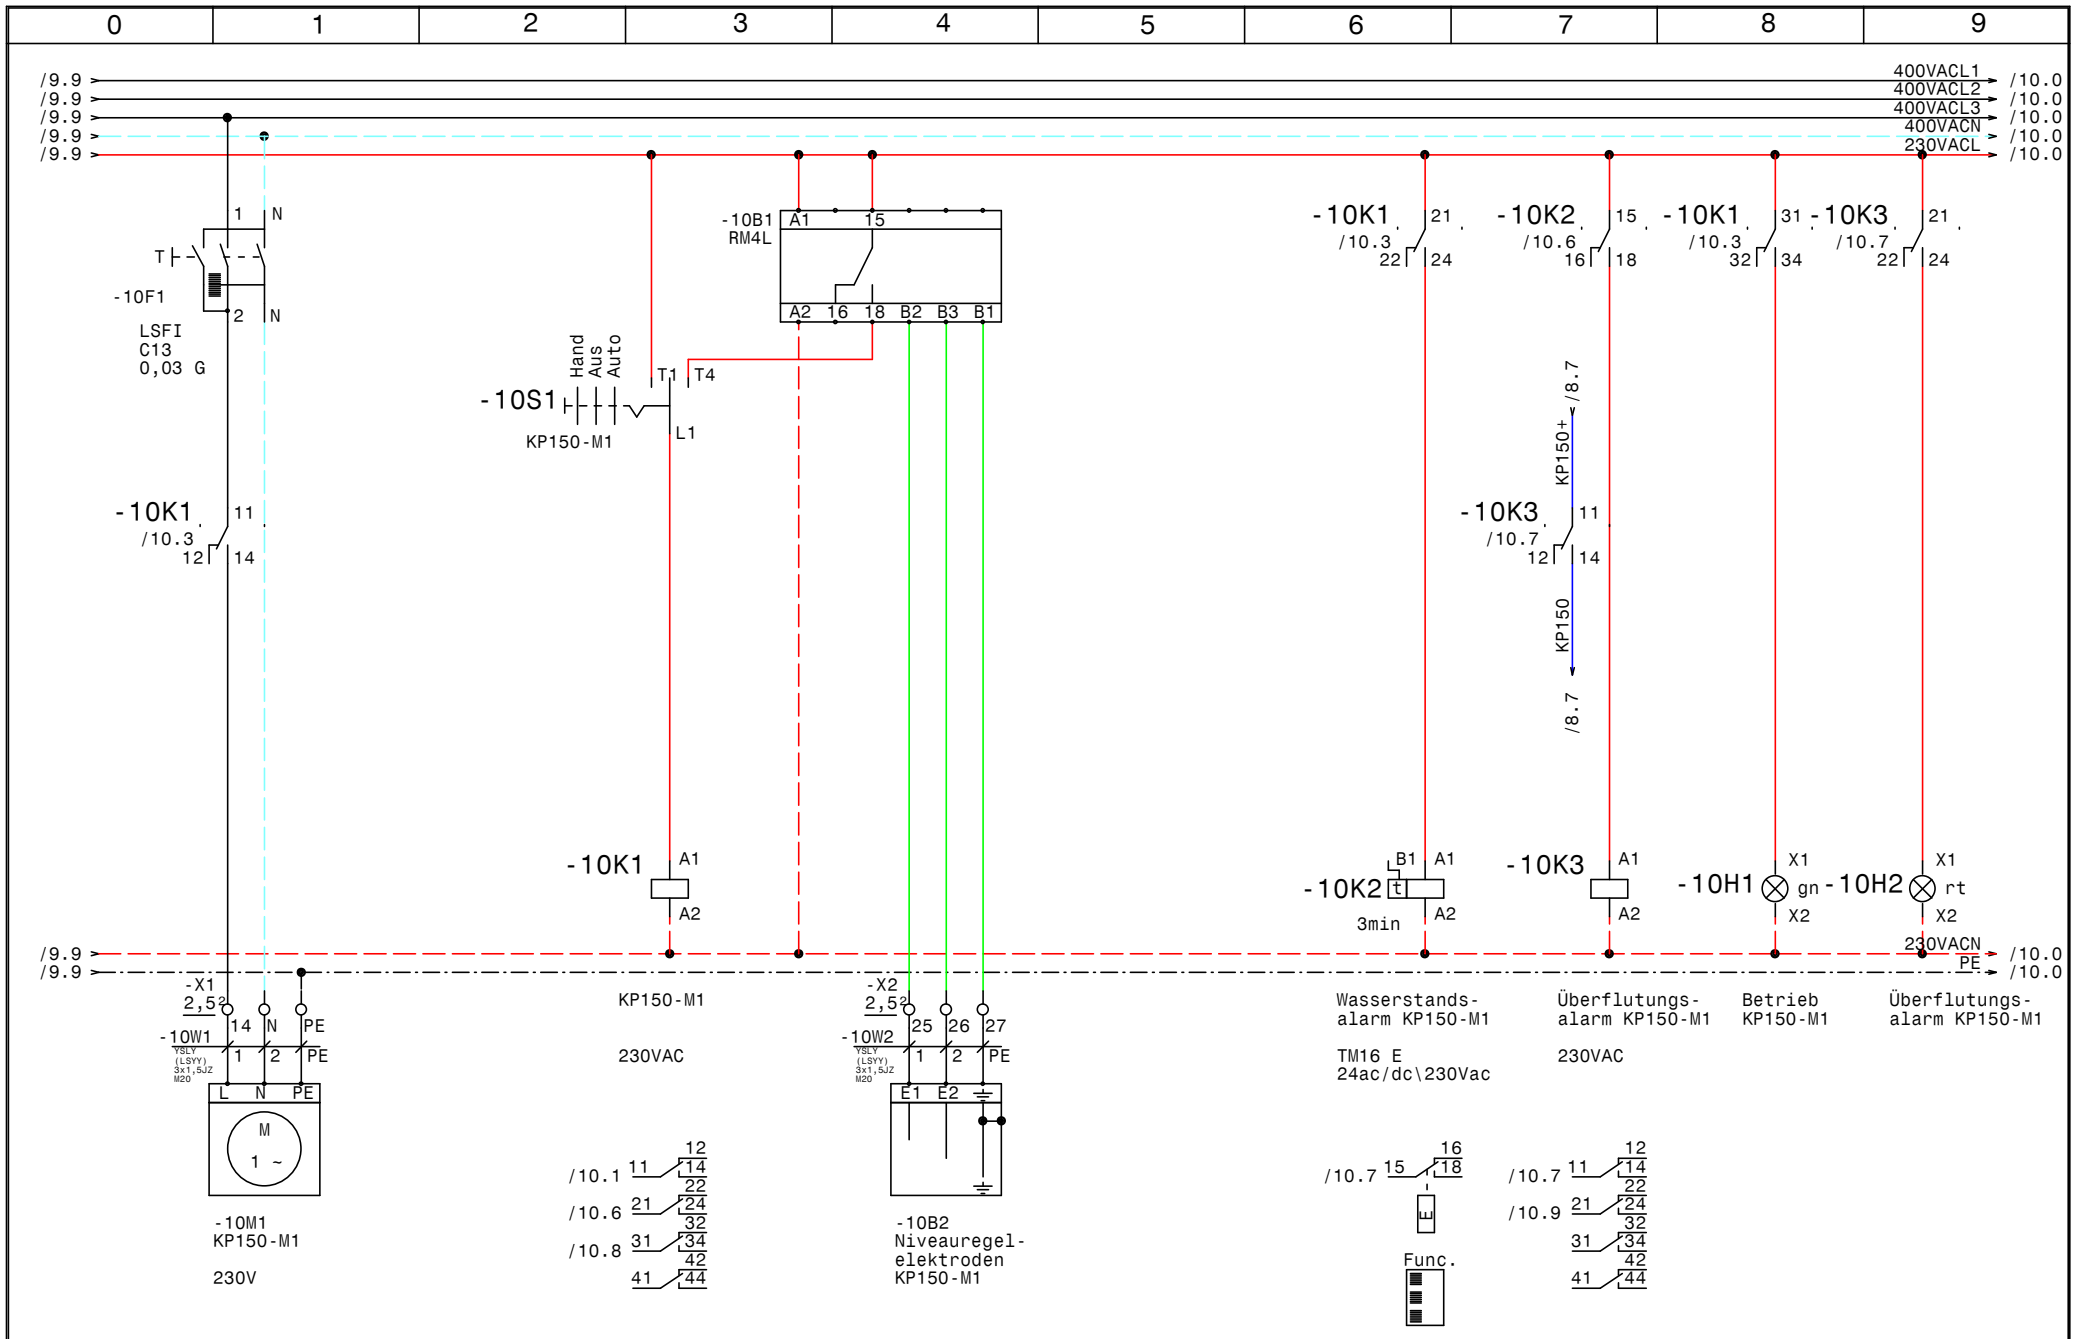 0 1 2 3 4 5 6 7 8 9
/9.9 400VACL1 /10.0
/9.9 400VACL2 /10.0
/9.9 400VACL3 /10.0
/9.9 400VACN /10.0
/9.9 230VACL /10.0
1 N
T
-10F1
2 N
LSFI
C13
0,03 G
-10K1
/10.3
11
12 14
-10B1
RM4L
A1 15
A2 16 18 B2 B3 B1
Hand
Aus
Auto
-10S1
T1 T4
L1
KP150-M1
-10K1
/10.3
21
22 24
-10K2
/10.6
15
16 18
-10K1
/10.3
31
32 34
-10K3
/10.7
21
22 24
/8.7
KP150+
-10K3
/10.7
11
12 14
KP150
/8.7
-10K1
A1
A2
-10K2
B1 A1
t
A2
3min
-10K3
A1
A2
-10H1
X1
gn
X2
-10H2
X1
rt
X2
/9.9 230VACN /10.0
/9.9 PE /10.0
-X1
2,5²
14 N PE
-10W1
YSLY
(LSYY)
3x1,5JZ
M20
1 2 PE
L N PE
M
1 ~
-10M1
KP150-M1
230V
KP150-M1
230VAC
-X2
2,5²
25 26 27
-10W2
YSLY
(LSYY)
3x1,5JZ
M20
1 2 PE
E1 E2
-10B2
Niveauregel-
elektroden
KP150-M1
Wasserstands-
alarm KP150-M1
TM16 E
24ac/dc\230Vac
Überflutungs-
alarm KP150-M1
230VAC
Betrieb
KP150-M1
Überflutungs-
alarm KP150-M1
12
/10.1 11 14
22
/10.6 21 24
32
/10.8 31 34
42
41 44
16
/10.7 15 18
E
Func.
12
/10.7 11 14
22
/10.9 21 24
32
31 34
42
41 44